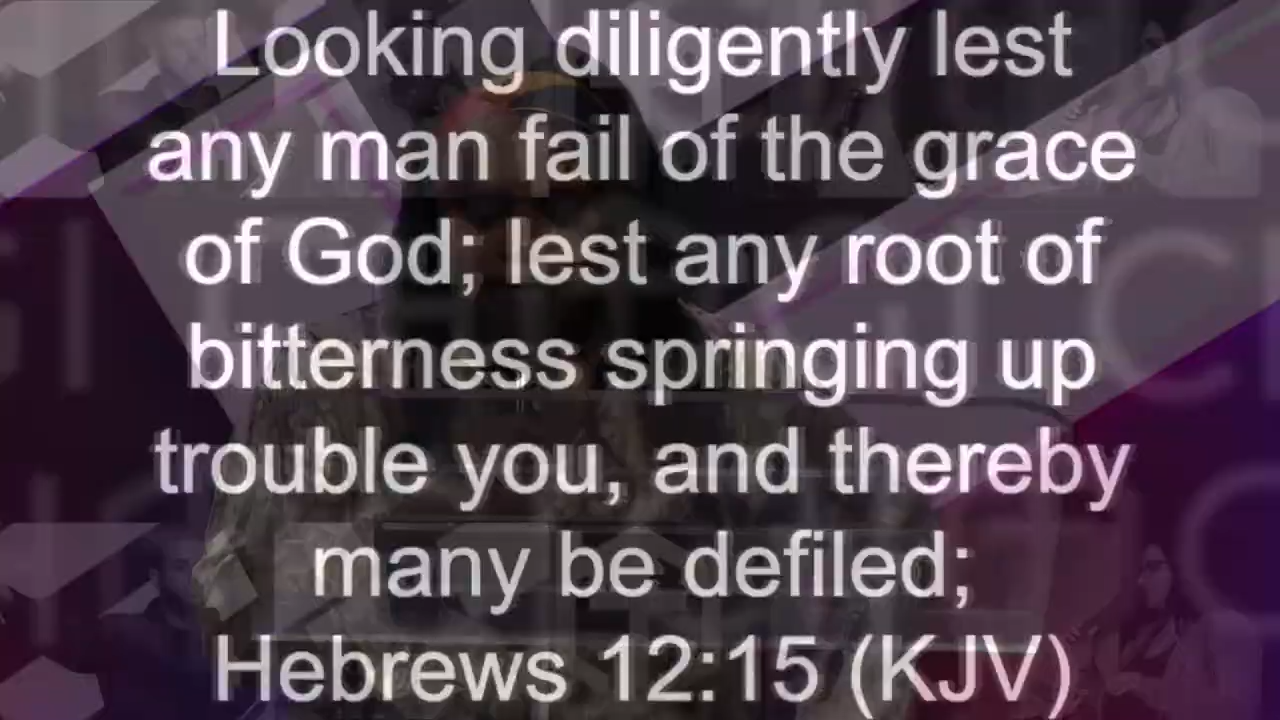 Looking diligently lest
any man fail of the grace
of God; lest any root of
bitterness springing up
trouble you, and thereby
many be defiled;
Hebrews 12:15 (KJV)